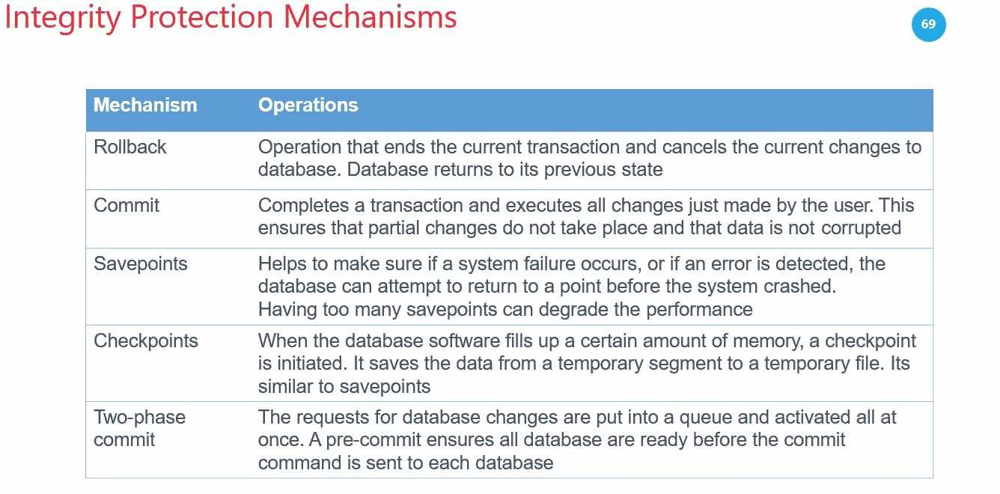 Integrity Protection Mechanisms
69
Mechanism Operations
Rollback Operation that ends the current transaction and cancels the current changes to
database. Database returns to its previous state
Commit Completes a transaction and executes all changes just made by the user. This
ensures that partial changes do not take place and that data is not corrupted
Savepoints Helps to make sure if a system failure occurs, or if an error is detected, the
database can attempt to return to a point before the system crashed.
Having too many savepoints can degrade the performance
Checkpoints When the database software fills up a certain amount of memory, a checkpoint
is initiated. It saves the data from a temporary segment to a temporary file. Its
similar to savepoints
Two-phase The requests for database changes are put into a queue and activated all at
commit once. A pre-commit ensures all database are ready before the commit
command is sent to each database